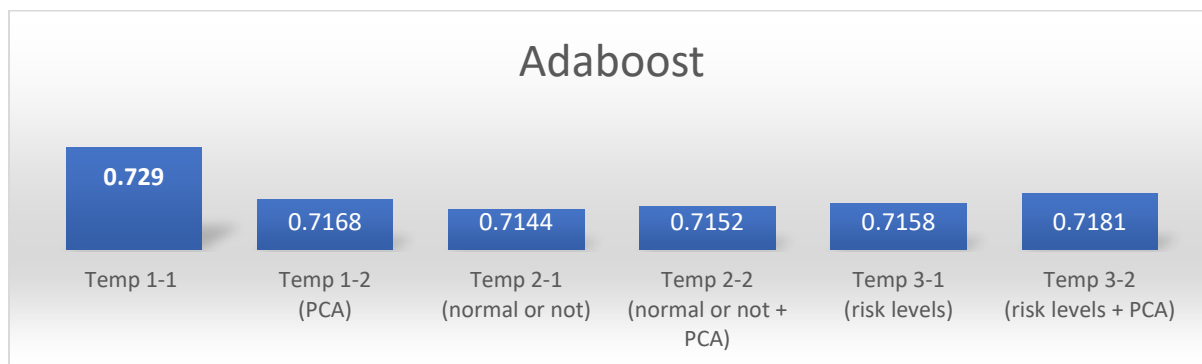 Adaboost
0.729
0.7168
0.7144
0.7152
0.7158
0.7181
Temp 1-1
Temp 1-2
(PCA)
Temp 2-1
(normal or not)
Temp 2-2
(normal or not +
PCA)
Temp 3-1
(risk levels)
Temp 3-2
(risk levels + PCA)